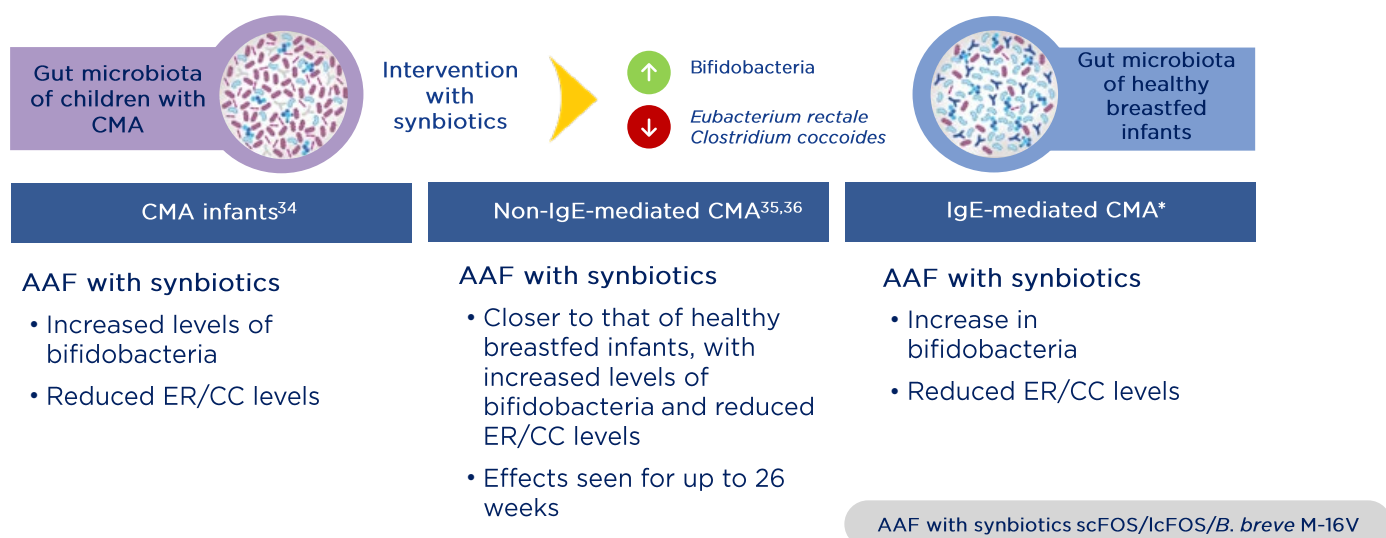 Gut microbiota
of children with
CMA
Intervention
with
synbiotics
Bifidobacteria
Eubacterium rectale
Clostridium coccoides
Gut microbiota
of healthy
breastfed
infants
CMA infants³⁴
Non-IgE-mediated CMA³⁵,³⁶
IgE-mediated CMA*
AAF with synbiotics
• Increased levels of
bifidobacteria
• Reduced ER/CC levels
AAF with synbiotics
• Closer to that of healthy
breastfed infants, with
increased levels of
bifidobacteria and reduced
ER/CC levels
• Effects seen for up to 26
weeks
AAF with synbiotics
• Increase in
bifidobacteria
• Reduced ER/CC levels
AAF with synbiotics scFOS/lcFOS/B. breve M-16V